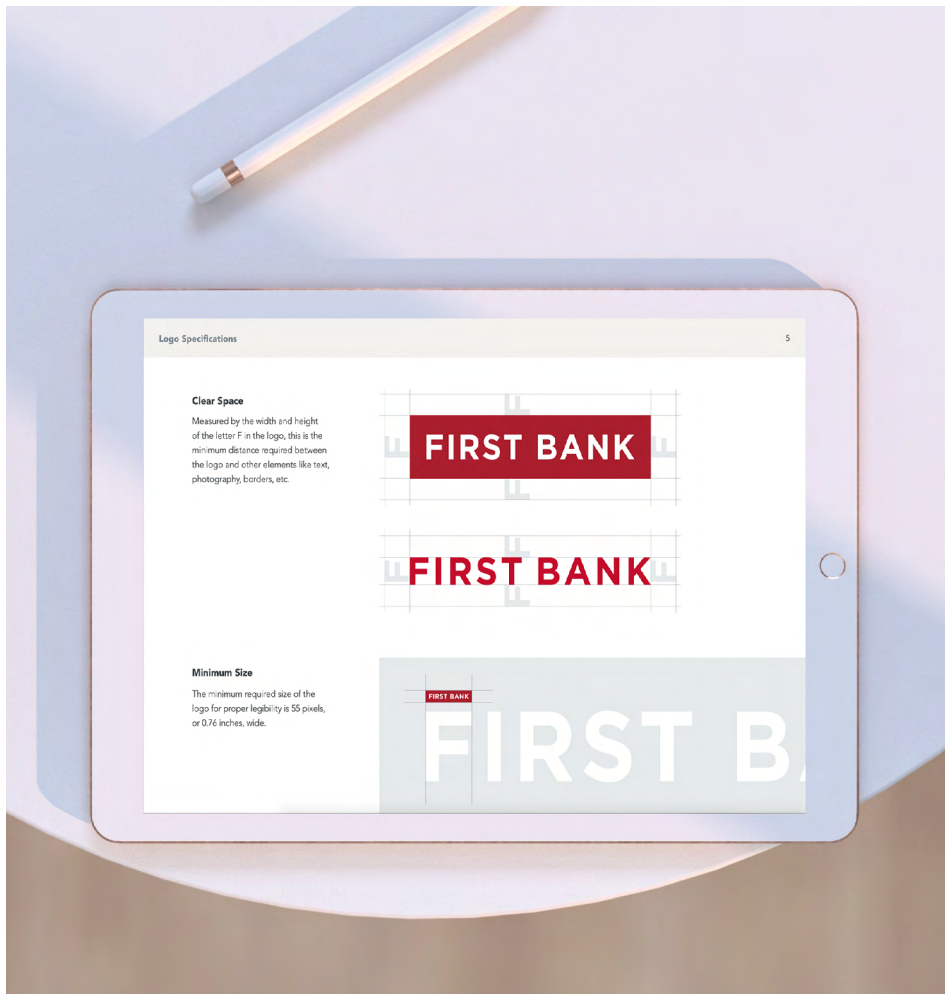 Logo Specifications
5
Clear Space
Measured by the width and height
of the letter F in the logo, this is the
minimum distance required between
the logo and other elements like text,
photography, borders, etc.
F
F
FIRST BANK
F
F
F
F
FIRST BANK
F
F
Minimum Size
The minimum required size of the
logo for proper legibility is 55 pixels,
or 0.76 inches, wide.
FIRST BANK
FIRST B